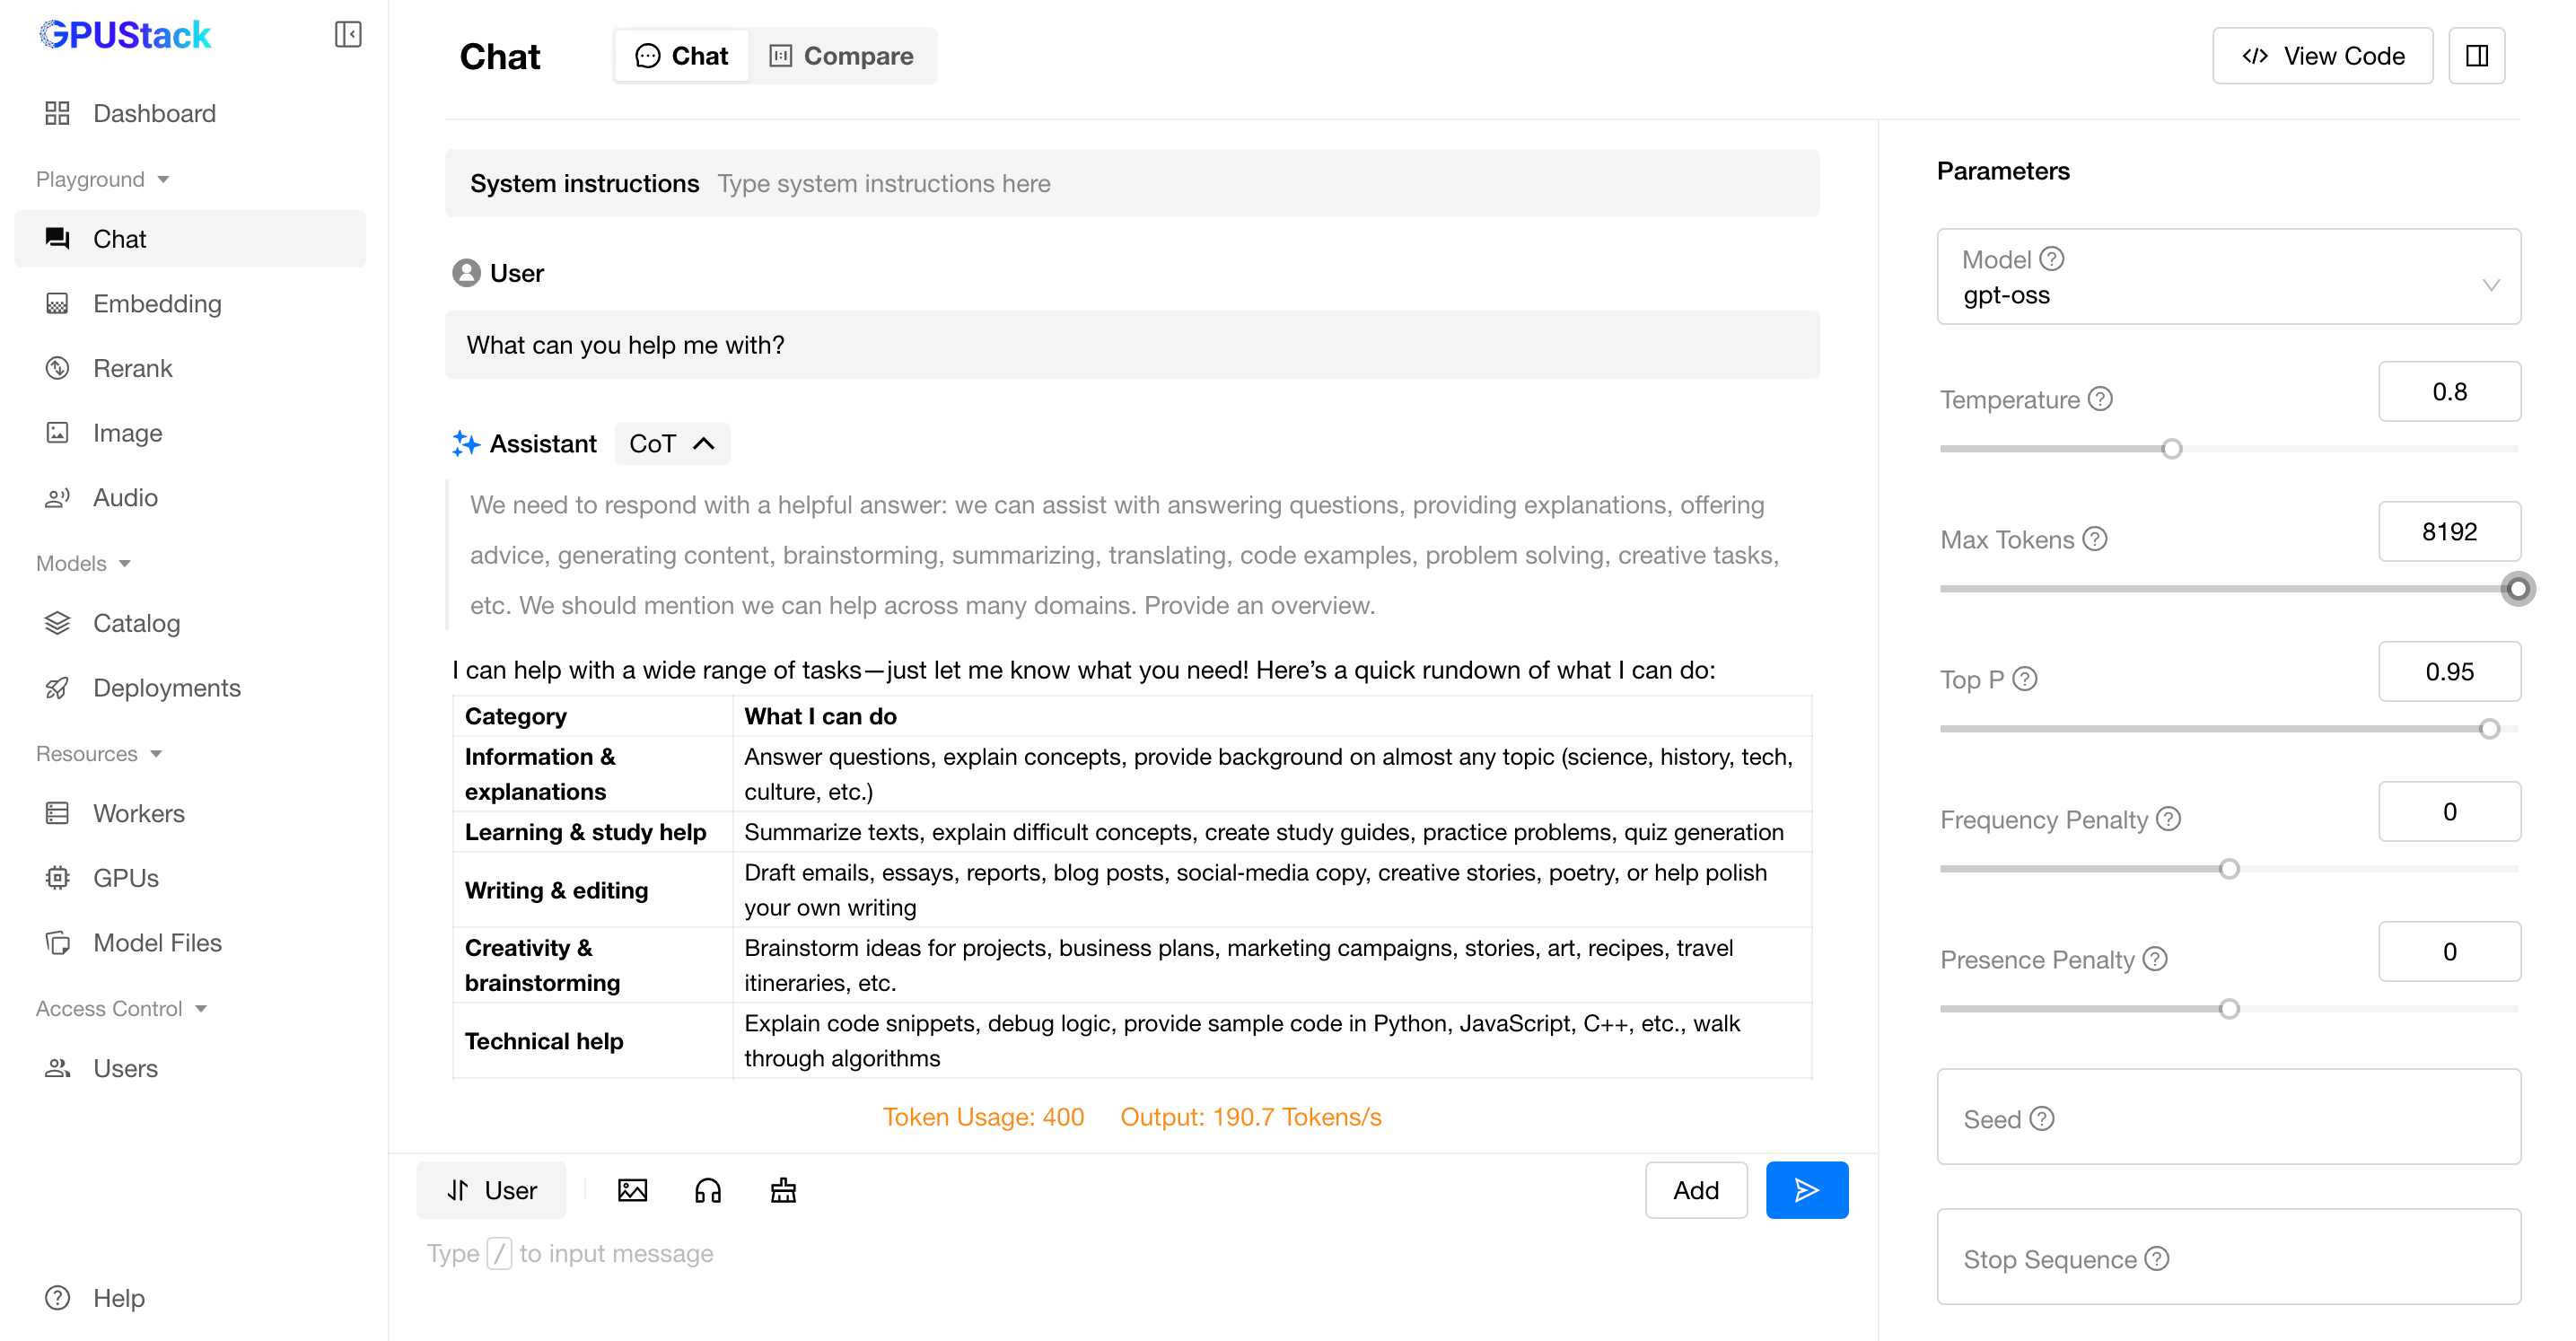 GPUStack
Dashboard
Playground
Chat
Embedding
Rerank
Image
Audio
Models
Catalog
Deployments
Resources
Workers
GPUs
Model Files
Access Control
Users
Help
Chat
Chat
Compare
View Code
System instructions Type system instructions here
User
What can you help me with?
Assistant CoT
We need to respond with a helpful answer: we can assist with answering questions, providing explanations, offering
advice, generating content, brainstorming, summarizing, translating, code examples, problem solving, creative tasks,
etc. We should mention we can help across many domains. Provide an overview.
I can help with a wide range of tasks—just let me know what you need! Here’s a quick rundown of what I can do:
Category What I can do
Information &
explanations
Answer questions, explain concepts, provide background on almost any topic (science, history, tech,
culture, etc.)
Learning & study help Summarize texts, explain difficult concepts, create study guides, practice problems, quiz generation
Writing & editing
Draft emails, essays, reports, blog posts, social-media copy, creative stories, poetry, or help polish
your own writing
Creativity &
brainstorming
Brainstorm ideas for projects, business plans, marketing campaigns, stories, art, recipes, travel
itineraries, etc.
Technical help
Explain code snippets, debug logic, provide sample code in Python, JavaScript, C++, etc., walk
through algorithms
Token Usage: 400 Output: 190.7 Tokens/s
User
Add
Type / to input message
Parameters
Model
gpt-oss
Temperature 0.8
Max Tokens 8192
Top P 0.95
Frequency Penalty 0
Presence Penalty 0
Seed
Stop Sequence